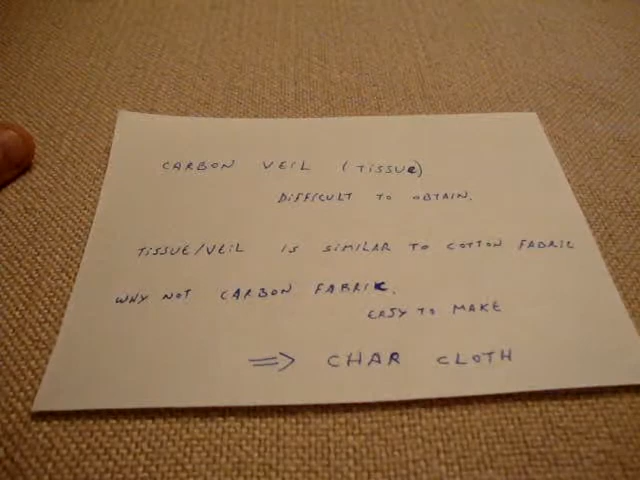 CARBON VEIL (TISSUE)
DIFFICULT TO OBTAIN.
TISSUE/VEIL IS SIMILAR TO COTTON FABRIC
WHY NOT CARBON FABRIC.
EASY TO MAKE
⇒ CHAR CLOTH